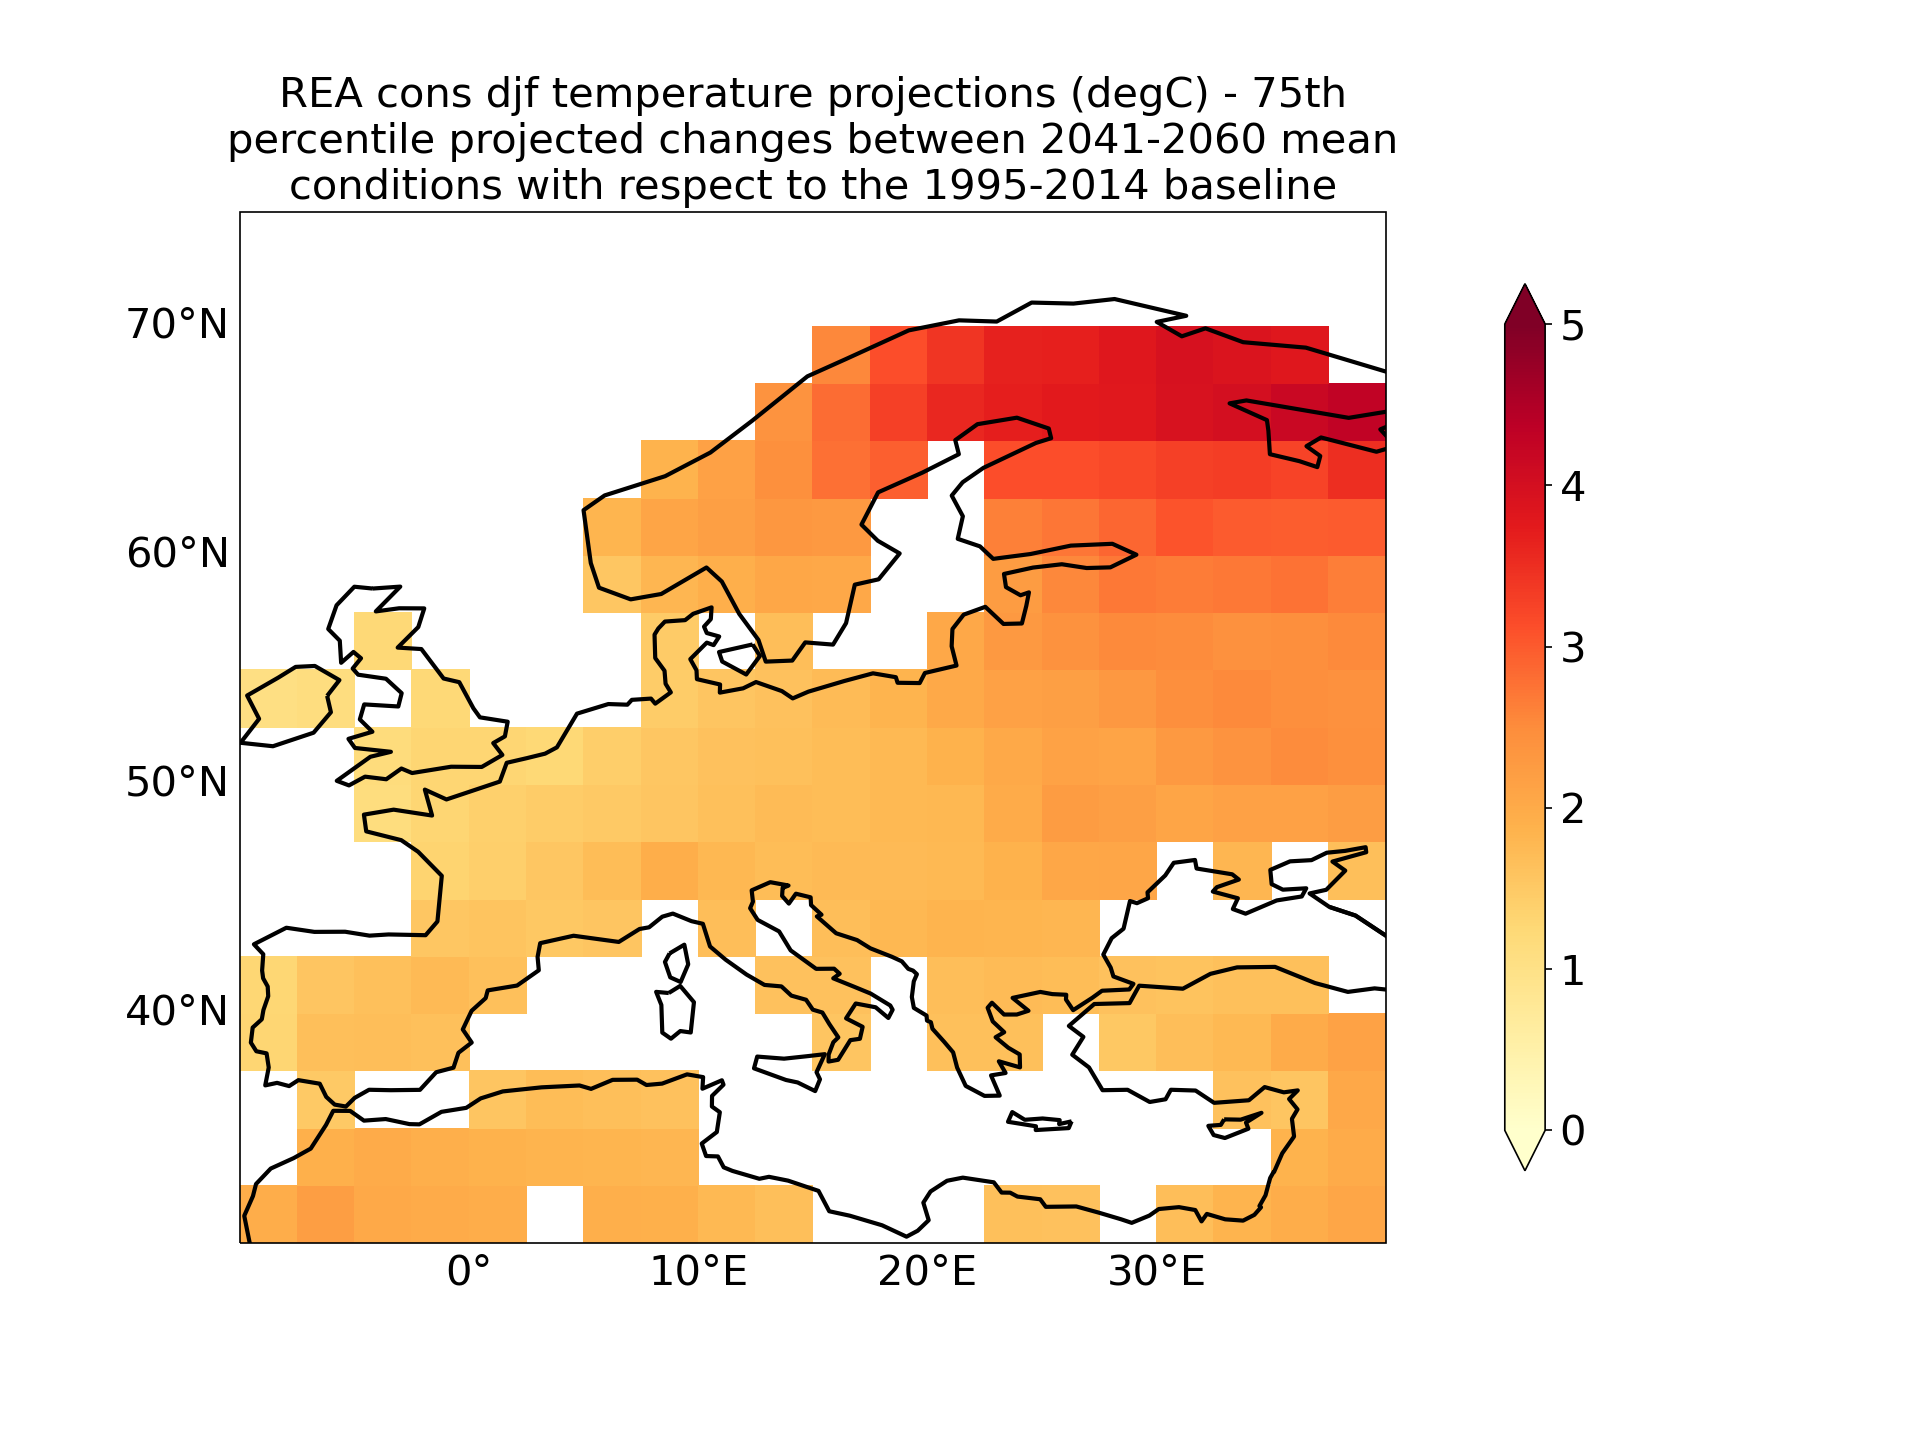 REA cons djf temperature projections (degC) - 75th
percentile projected changes between 2041-2060 mean
conditions with respect to the 1995-2014 baseline
70°N
60°N
50°N
40°N
0°
10°E
20°E
30°E
5
4
3
2
1
0